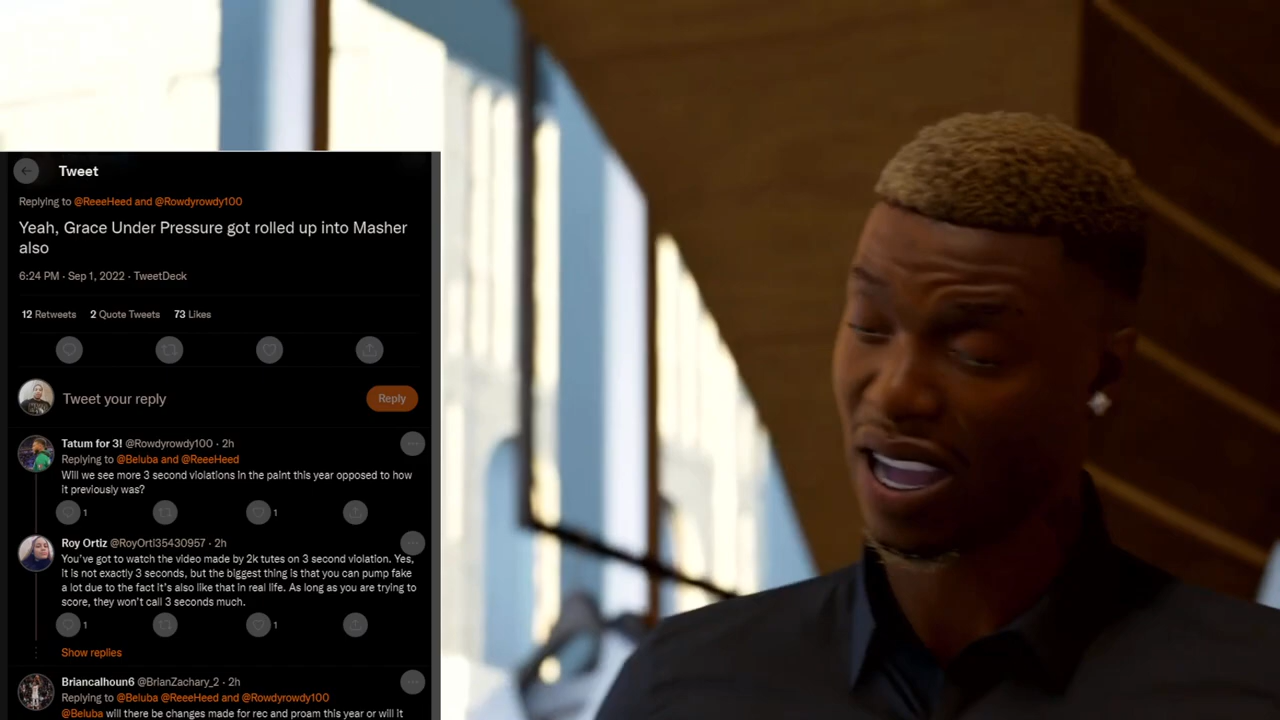 Tweet
Replying to @ReeeHeed and @Rowdyrowdy100
Yeah, Grace Under Pressure got rolled up into Masher
also
6:24 PM · Sep 1, 2022 · TweetDeck
12 Retweets 2 Quote Tweets 73 Likes
Tweet your reply
Reply
Tatum for 3! @Rowdyrowdy100 · 2h
Replying to @Beluba and @ReeeHeed
Will we see more 3 second violations in the paint this year opposed to how
it previously was?
1 1
Roy Ortiz @RoyOrti35430957 · 2h
You've got to watch the video made by 2k tutes on 3 second violation. Yes,
it is not exactly 3 seconds, but the biggest thing is that you can pump fake
a lot due to the fact it's also like that in real life. As long as you are trying to
score, they won't call 3 seconds much.
1 1
Show replies
Briancalhoun6 @BrianZachary_2 · 2h
Replying to @Beluba @ReeeHeed and @Rowdyrowdy100
@Beluba will there be changes made for rec and proam this year or will it